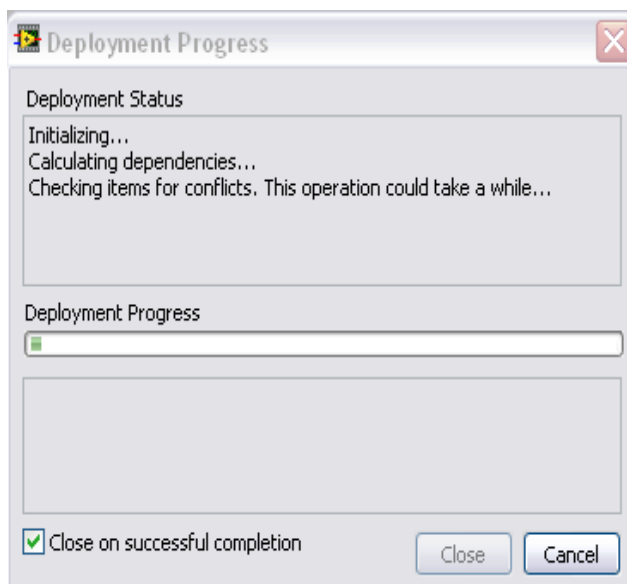 Deployment Progress
Deployment Status
Initializing...
Calculating dependencies...
Checking items for conflicts. This operation could take a while...
Deployment Progress
Close on successful completion
Close
Cancel